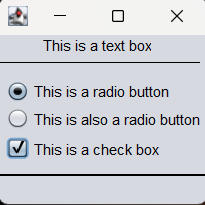 This is a text box
This is a radio button
This is also a radio button
This is a check box